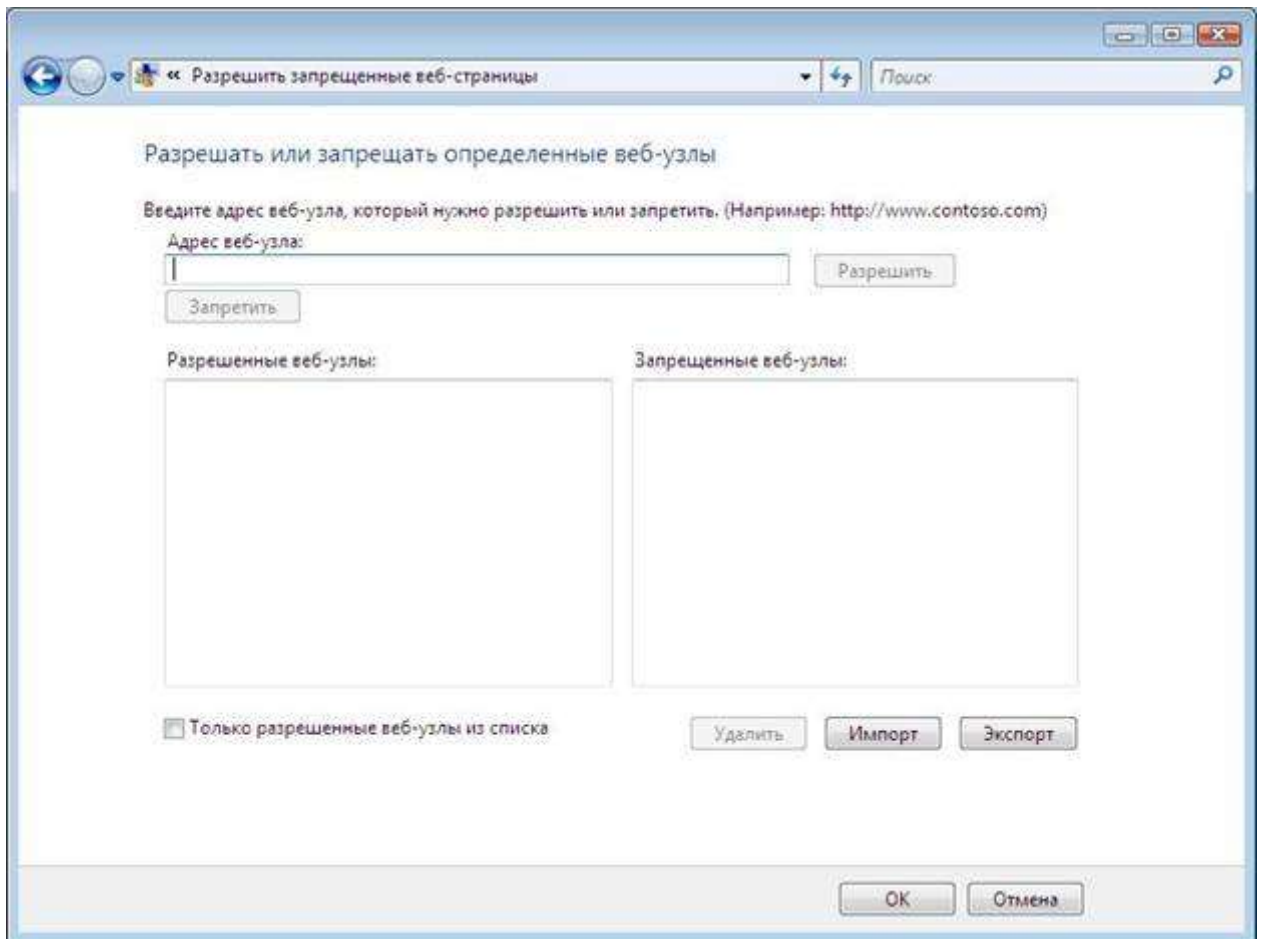 « Разрешить запрещенные веб-страницы
Поиск
Разрешать или запрещать определенные веб-узлы
Введите адрес веб-узла, который нужно разрешить или запретить. (Например: http://www.contoso.com)
Адрес веб-узла:
Разрешить
Запретить
Разрешенные веб-узлы: Запрещенные веб-узлы:
Только разрешенные веб-узлы из списка
Удалить Импорт Экспорт
OK Отмена